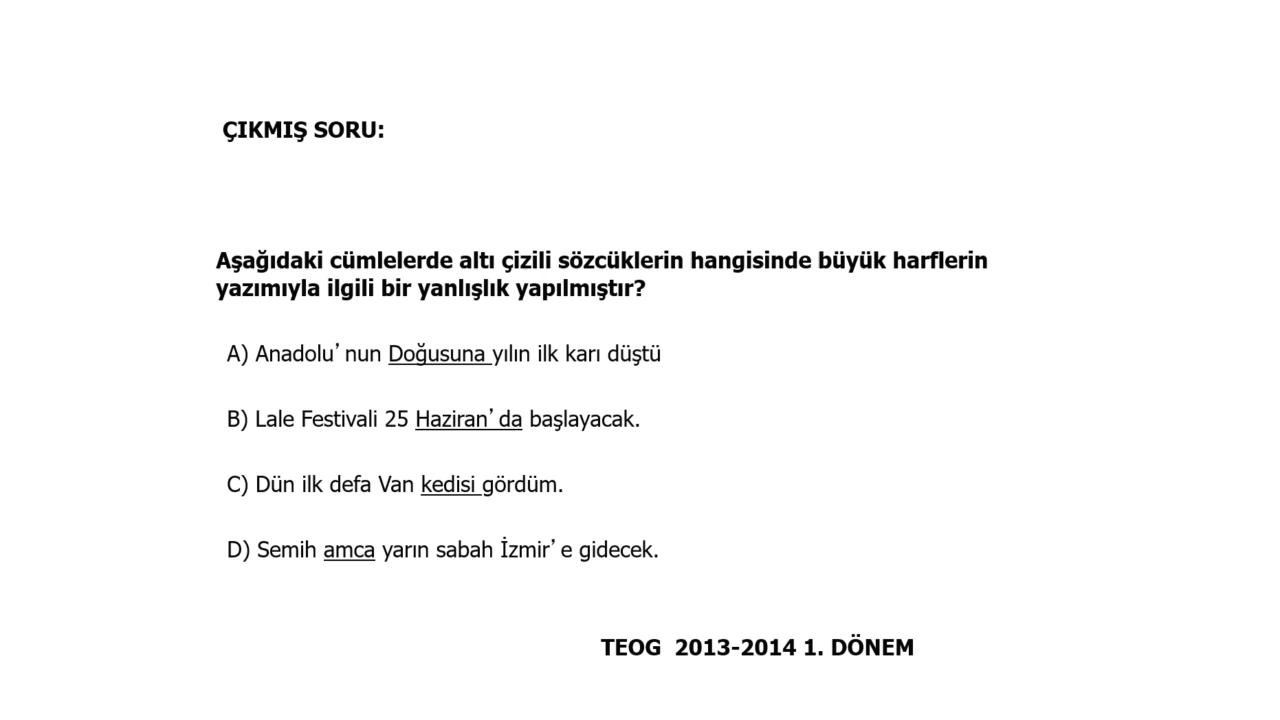 ÇIKMIŞ SORU:
Aşağıdaki cümlelerde altı çizili sözcüklerin hangisinde büyük harflerin
yazımıyla ilgili bir yanlışlık yapılmıştır?
A) Anadolu’ nun Doğusuna yılın ilk karı düştü
B) Lale Festivali 25 Haziran’ da başlayacak.
C) Dün ilk defa Van kedisi gördüm.
D) Semih amca yarın sabah İzmir’ e gidecek.
TEOG 2013-2014 1. DÖNEM